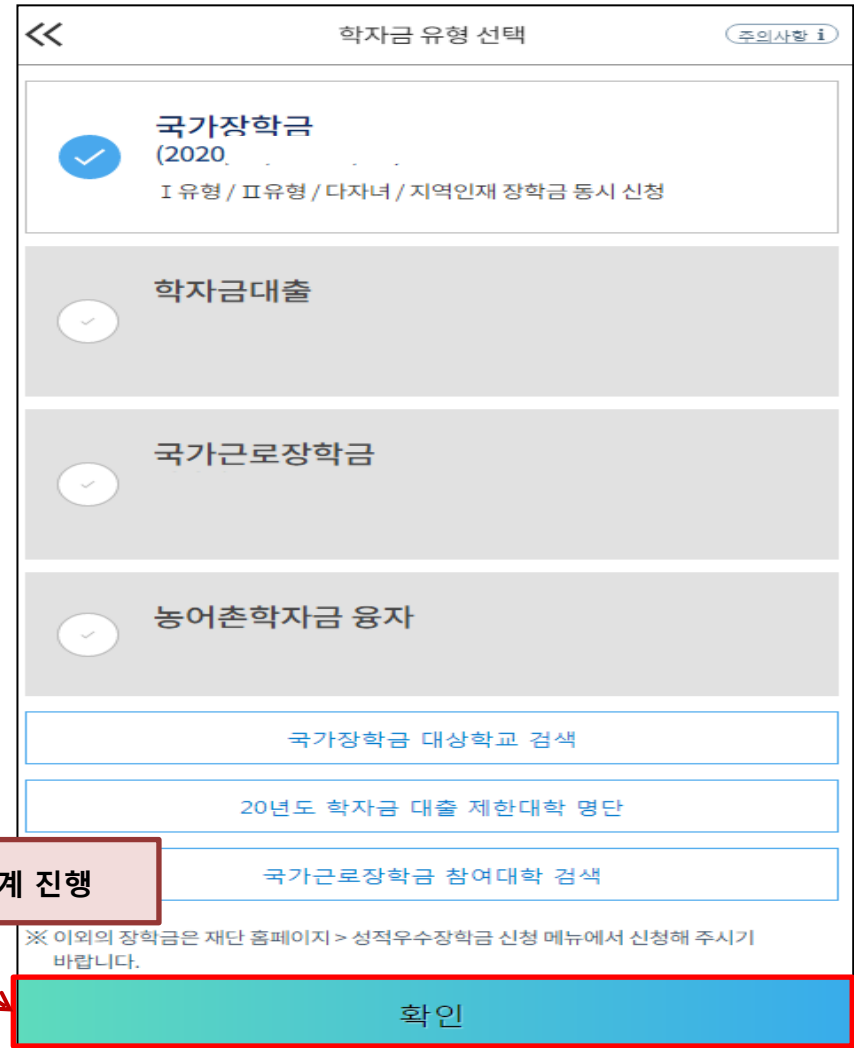 학자금 유형 선택
주의사항 i
국가장학금
(2020
I 유형 / II유형 / 다자녀 / 지역인재 장학금 동시 신청
학자금대출
국가근로장학금
농어촌학자금 융자
국가장학금 대상학교 검색
20년도 학자금 대출 제한대학 명단
계 진행
국가근로장학금 참여대학 검색
※ 이외의 장학금은 재단 홈페이지 > 성적우수장학금 신청 메뉴에서 신청해 주시기
바랍니다.
확인